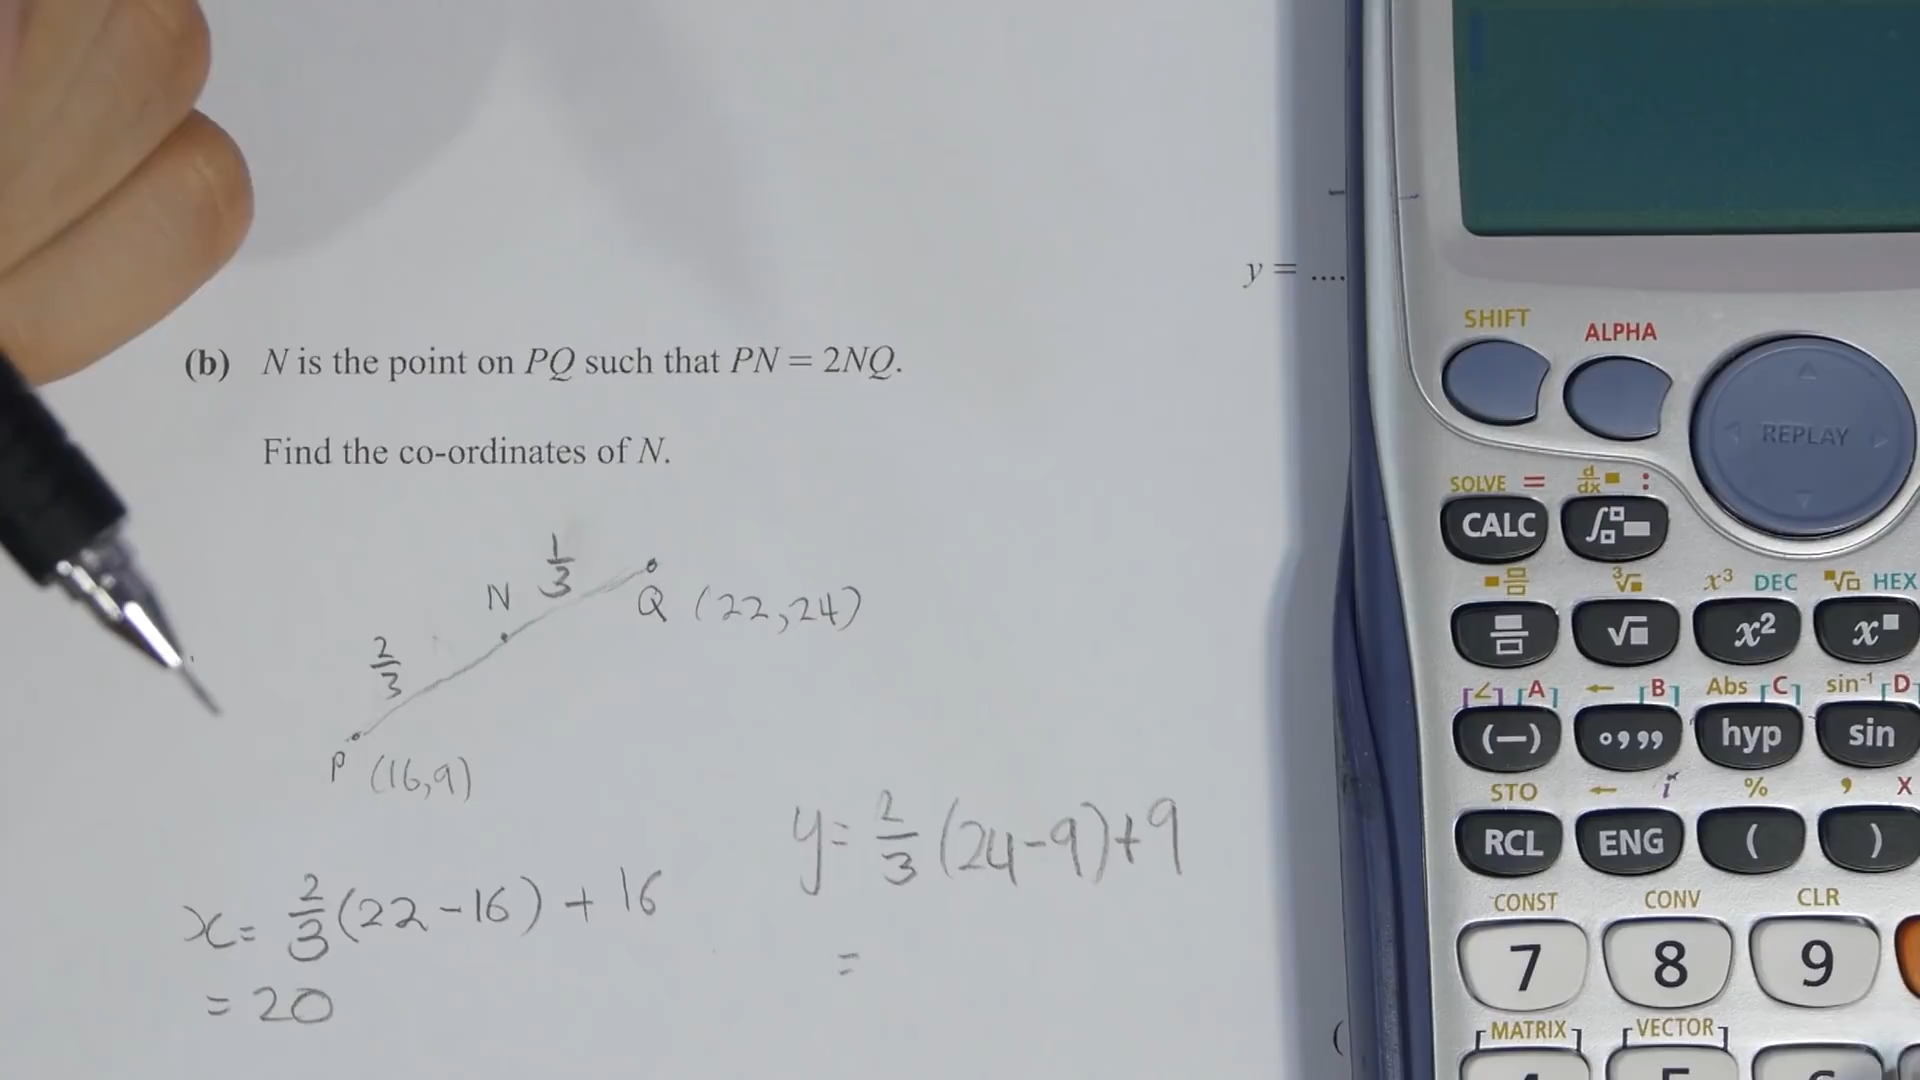 y = ....
(b) N is the point on PQ such that PN = 2NQ.
Find the co-ordinates of N.
N 1/3
Q (22,24)
2/3
P (16,9)
x = 2/3 (22 - 16) + 16
= 20
y = 2/3 (24-9)+9
=
(
SHIFT ALPHA
REPLAY
SOLVE = d/dx :
CALC ∫
x³ DEC HEX
x² x
∠ A ← B Abs C sin⁻¹ D
(−) ° ’ ’’ hyp sin
STO ← i % , X
RCL ENG ( )
CONST CONV CLR
7 8 9
MATRIX VECTOR